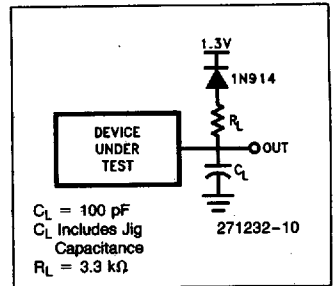 1.3V
1N914
R_L
DEVICE
UNDER
TEST
OUT
C_L
C_L = 100 pF
C_L Includes Jig
Capacitance
R_L = 3.3 kΩ
271232-10